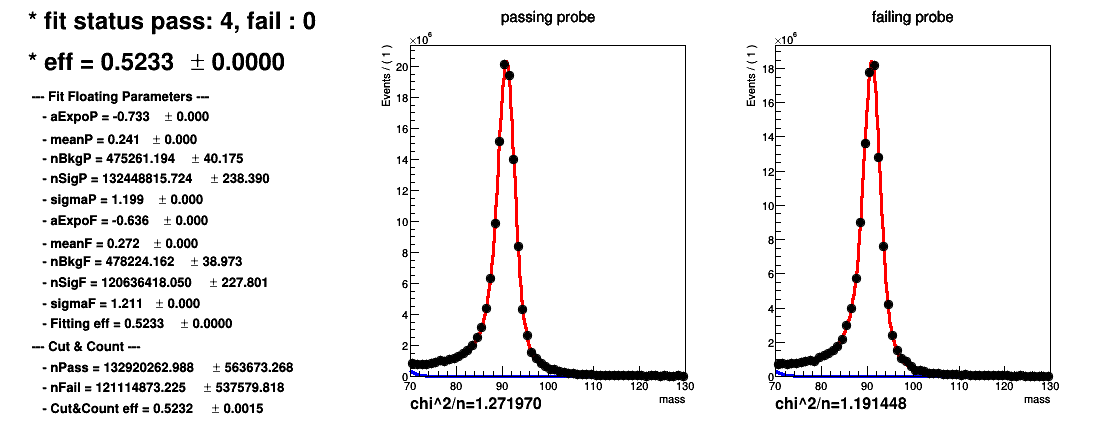 * fit status pass: 4, fail : 0
* eff = 0.5233 ± 0.0000
--- Fit Floating Parameters ---
- aExpoP = -0.733 ± 0.000
- meanP = 0.241 ± 0.000
- nBkgP = 475261.194 ± 40.175
- nSigP = 132448815.724 ± 238.390
- sigmaP = 1.199 ± 0.000
- aExpoF = -0.636 ± 0.000
- meanF = 0.272 ± 0.000
- nBkgF = 478224.162 ± 38.973
- nSigF = 120636418.050 ± 227.801
- sigmaF = 1.211 ± 0.000
- Fitting eff = 0.5233 ± 0.0000
--- Cut & Count ---
- nPass = 133920262.988 ± 563673.268
- nFail = 121114873.225 ± 537579.818
- Cut&Count eff = 0.5232 ± 0.0015
passing probe
×10^6
Events / ( 1 )
20
18
16
14
12
10
8
6
4
2
0
70 80 90 100 110 120 130
mass
chi^2/n=1.271970
failing probe
×10^6
Events / ( 1 )
18
16
14
12
10
8
6
4
2
0
70 80 90 100 110 120 130
mass
chi^2/n=1.191448